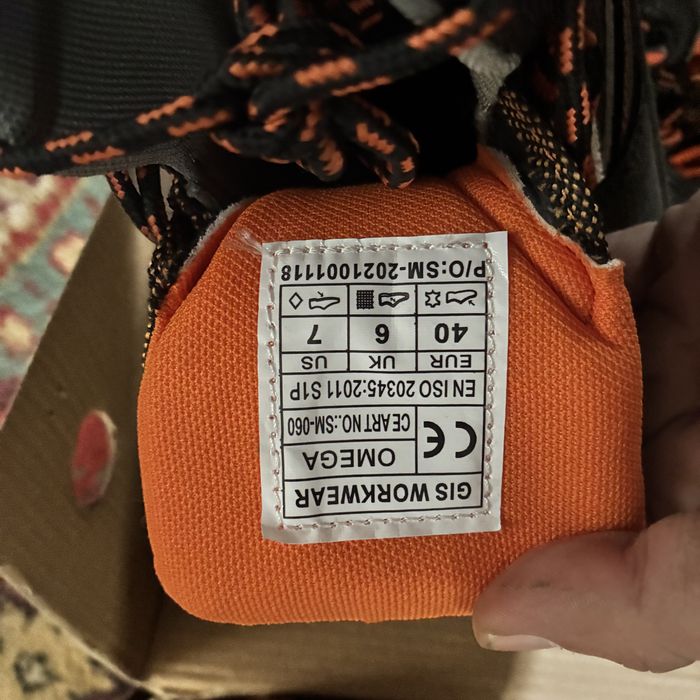 GIS WORKWEAR
OMEGA
CE
CE ART NO.:SM-060
EN ISO 20345:2011 S1P
EUR UK US
40 6 7
P/O:SM-2021001118